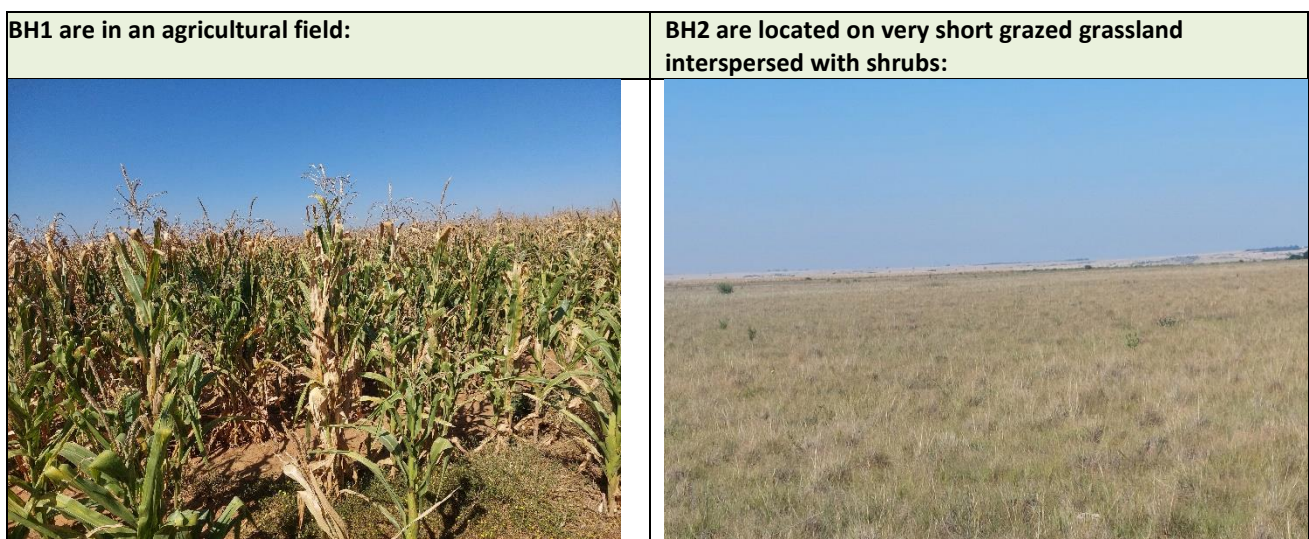 BH1 are in an agricultural field:
BH2 are located on very short grazed grassland
interspersed with shrubs: